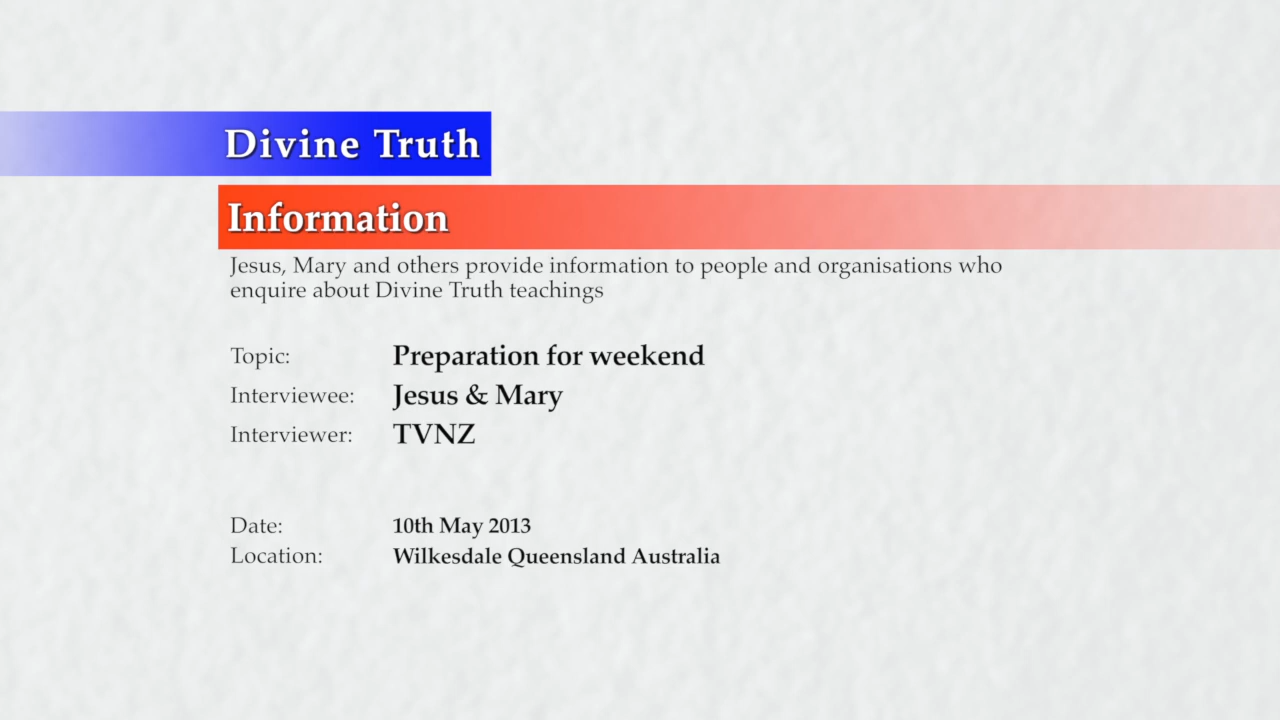 Divine Truth
Information
Jesus, Mary and others provide information to people and organisations who
enquire about Divine Truth teachings
Topic: Preparation for weekend
Interviewee: Jesus & Mary
Interviewer: TVNZ
Date: 10th May 2013
Location: Wilkesdale Queensland Australia